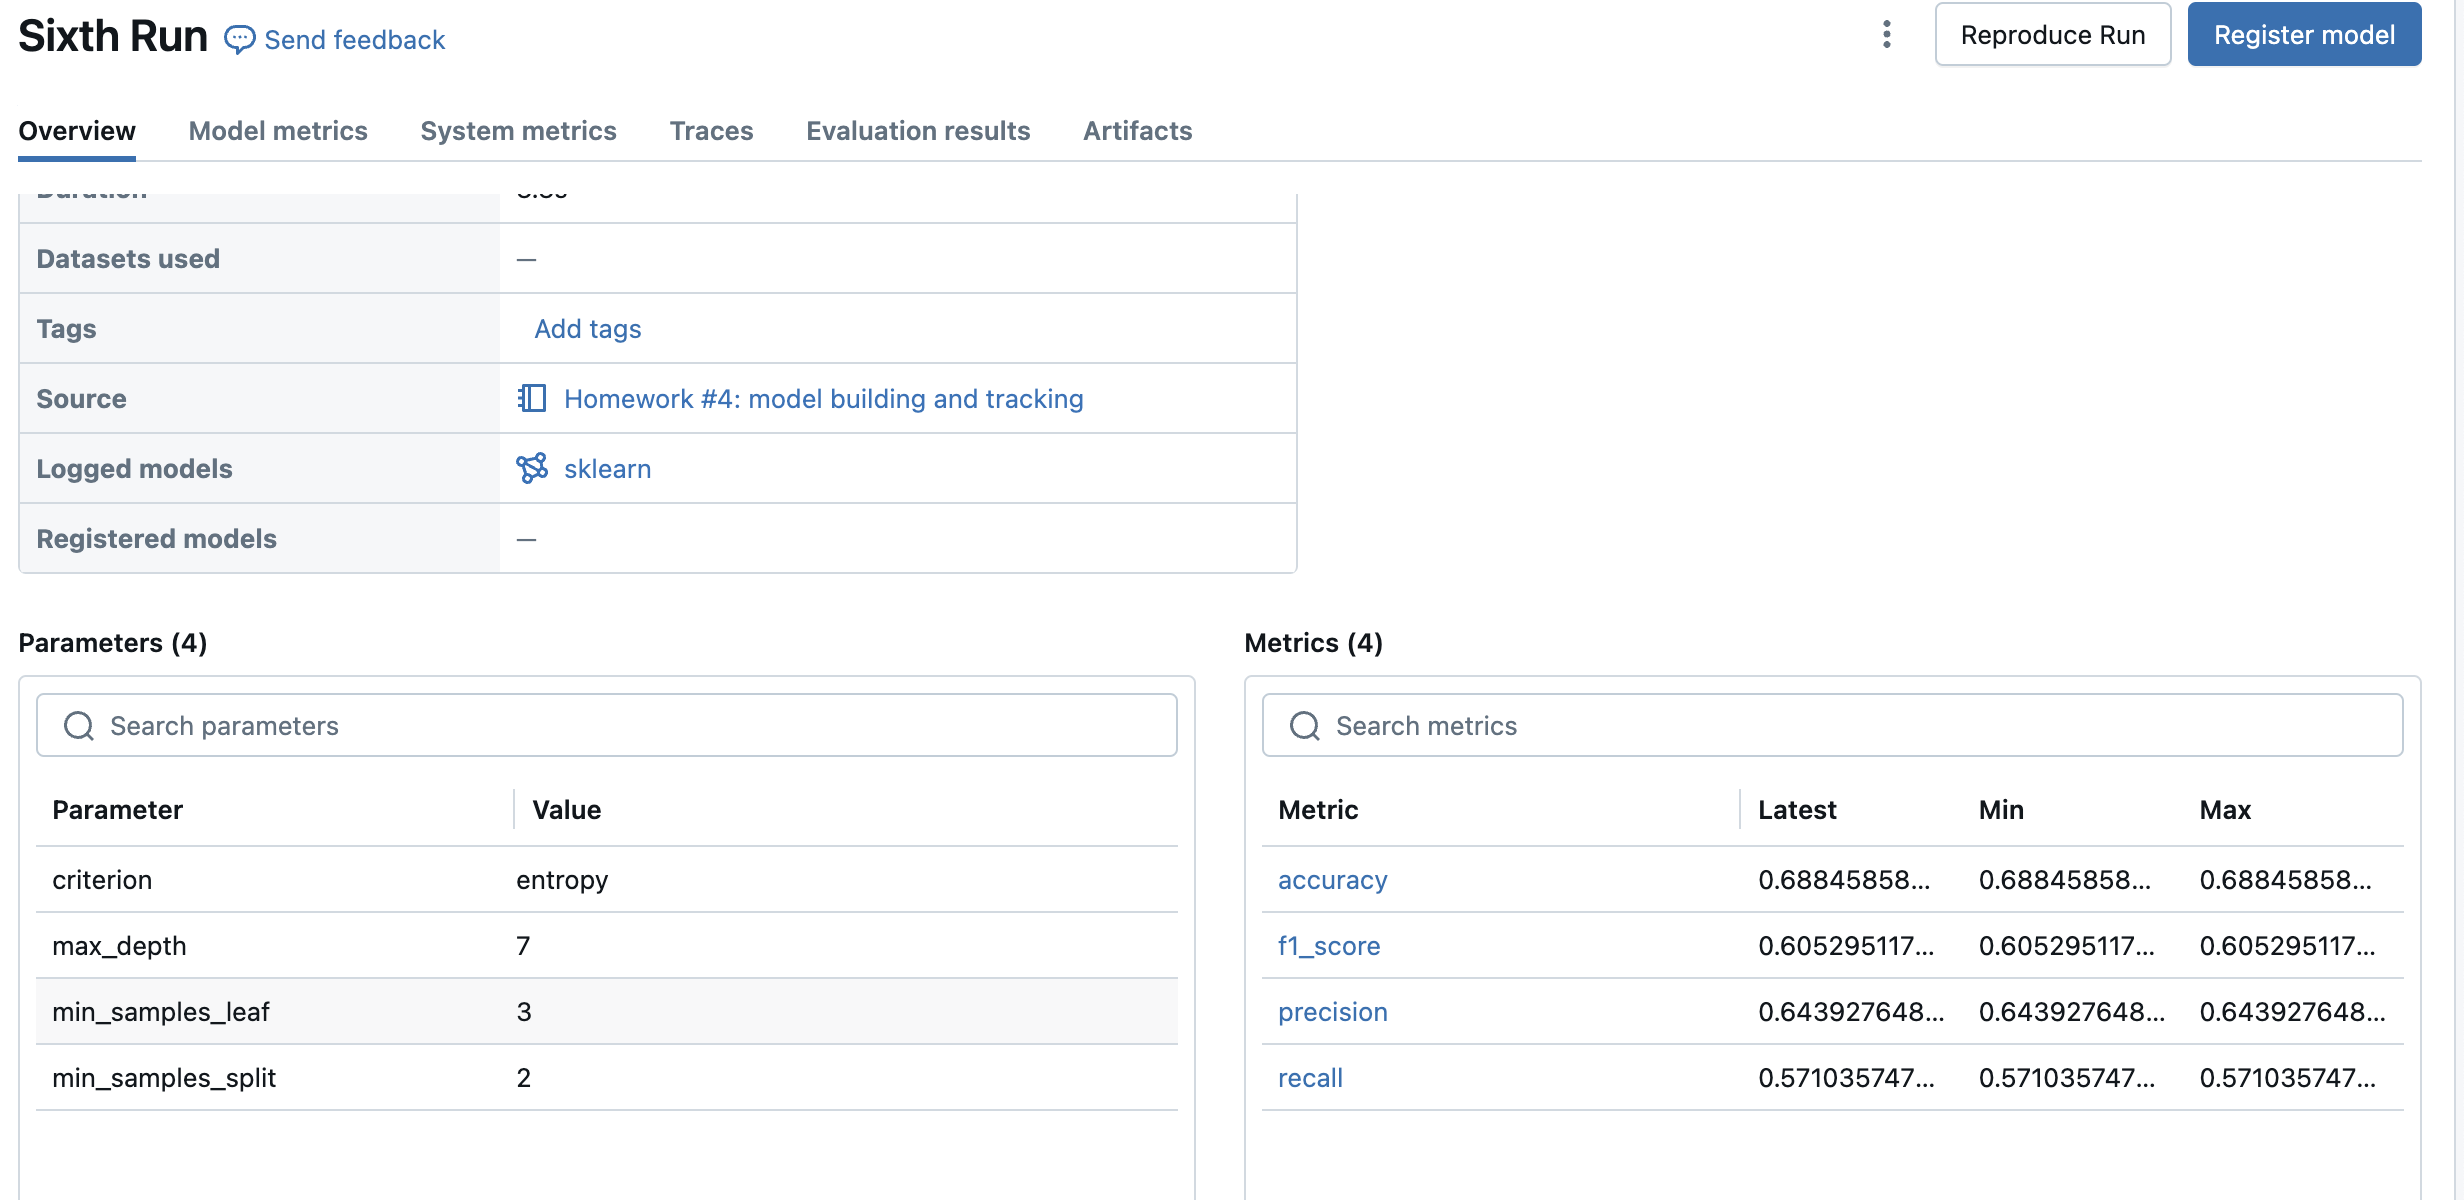 Sixth Run Send feedback Reproduce Run Register model
Overview Model metrics System metrics Traces Evaluation results Artifacts
Duration
Datasets used —
Tags Add tags
Source Homework #4: model building and tracking
Logged models sklearn
Registered models —
Parameters (4)
Search parameters
Parameter Value
criterion entropy
max_depth 7
min_samples_leaf 3
min_samples_split 2
Metrics (4)
Search metrics
Metric Latest Min Max
accuracy 0.68845858... 0.68845858... 0.68845858...
f1_score 0.605295117... 0.605295117... 0.605295117...
precision 0.643927648... 0.643927648... 0.643927648...
recall 0.571035747... 0.571035747... 0.571035747...